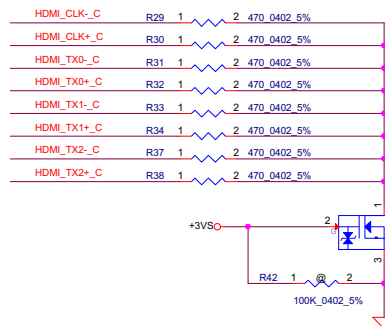 HDMI_CLK-_C R29 1 2 470_0402_5%
HDMI_CLK+_C R30 1 2 470_0402_5%
HDMI_TX0-_C R31 1 2 470_0402_5%
HDMI_TX0+_C R32 1 2 470_0402_5%
HDMI_TX1-_C R33 1 2 470_0402_5%
HDMI_TX1+_C R34 1 2 470_0402_5%
HDMI_TX2-_C R37 1 2 470_0402_5%
HDMI_TX2+_C R38 1 2 470_0402_5%
1
+3VS 2
G
3
R42 1 @ 2
100K_0402_5%